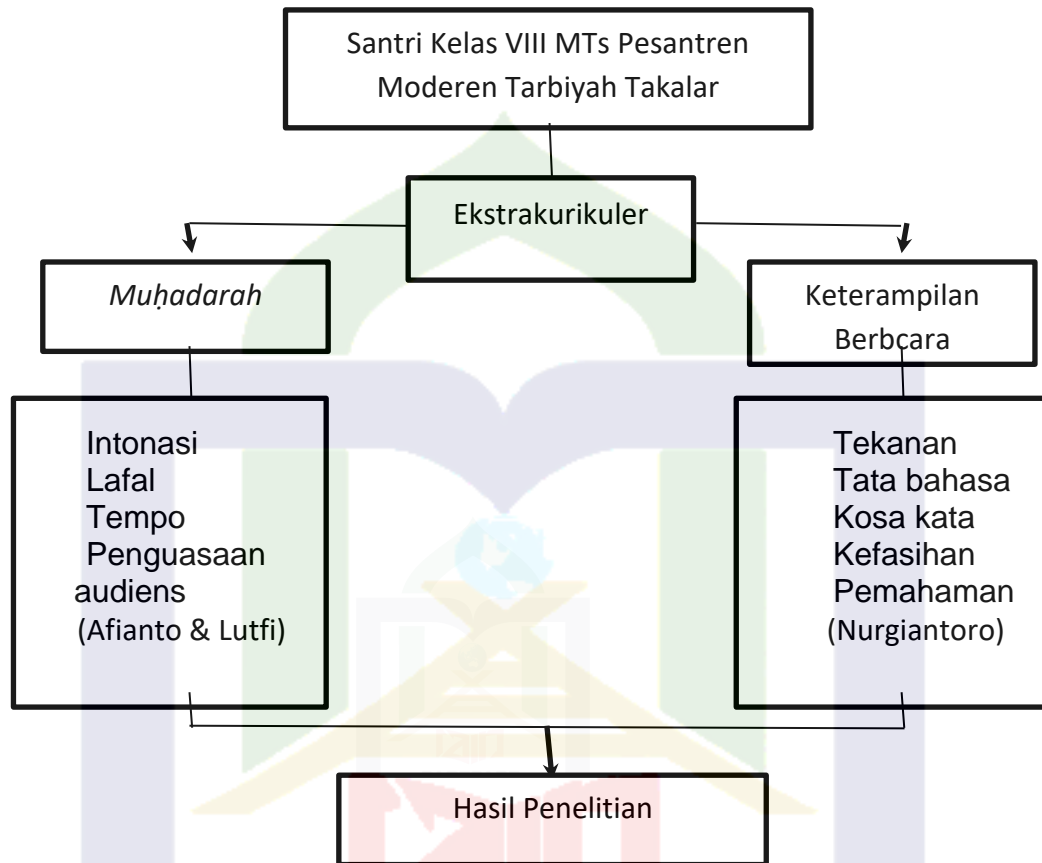 Santri Kelas VIII MTs Pesantren
Moderen Tarbiyah Takalar
Ekstrakurikuler
Muḥadarah
Keterampilan
Berbcara
Intonasi
Lafal
Tempo
Penguasaan
audiens
(Afianto & Lutfi)
Tekanan
Tata bahasa
Kosa kata
Kefasihan
Pemahaman
(Nurgiantoro)
Hasil Penelitian